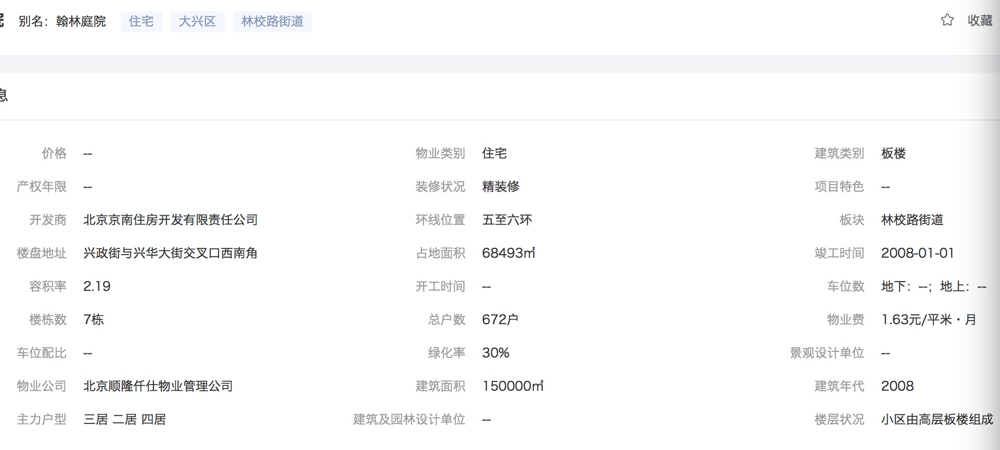 别名：翰林庭院 住宅 大兴区 林校路街道 收藏
息
价格 -- 物业类别 住宅 建筑类别 板楼
产权年限 -- 装修状况 精装修 项目特色 --
开发商 北京京南住房开发有限责任公司 环线位置 五至六环 板块 林校路街道
楼盘地址 兴政街与兴华大街交叉口西南角 占地面积 68493㎡ 竣工时间 2008-01-01
容积率 2.19 开工时间 -- 车位数 地下：--；地上：--
楼栋数 7栋 总户数 672户 物业费 1.63元/平米・月
车位配比 -- 绿化率 30% 景观设计单位 --
物业公司 北京顺隆仟仕物业管理公司 建筑面积 150000㎡ 建筑年代 2008
主力户型 三居 二居 四居 建筑及园林设计单位 -- 楼层状况 小区由高层板楼组成